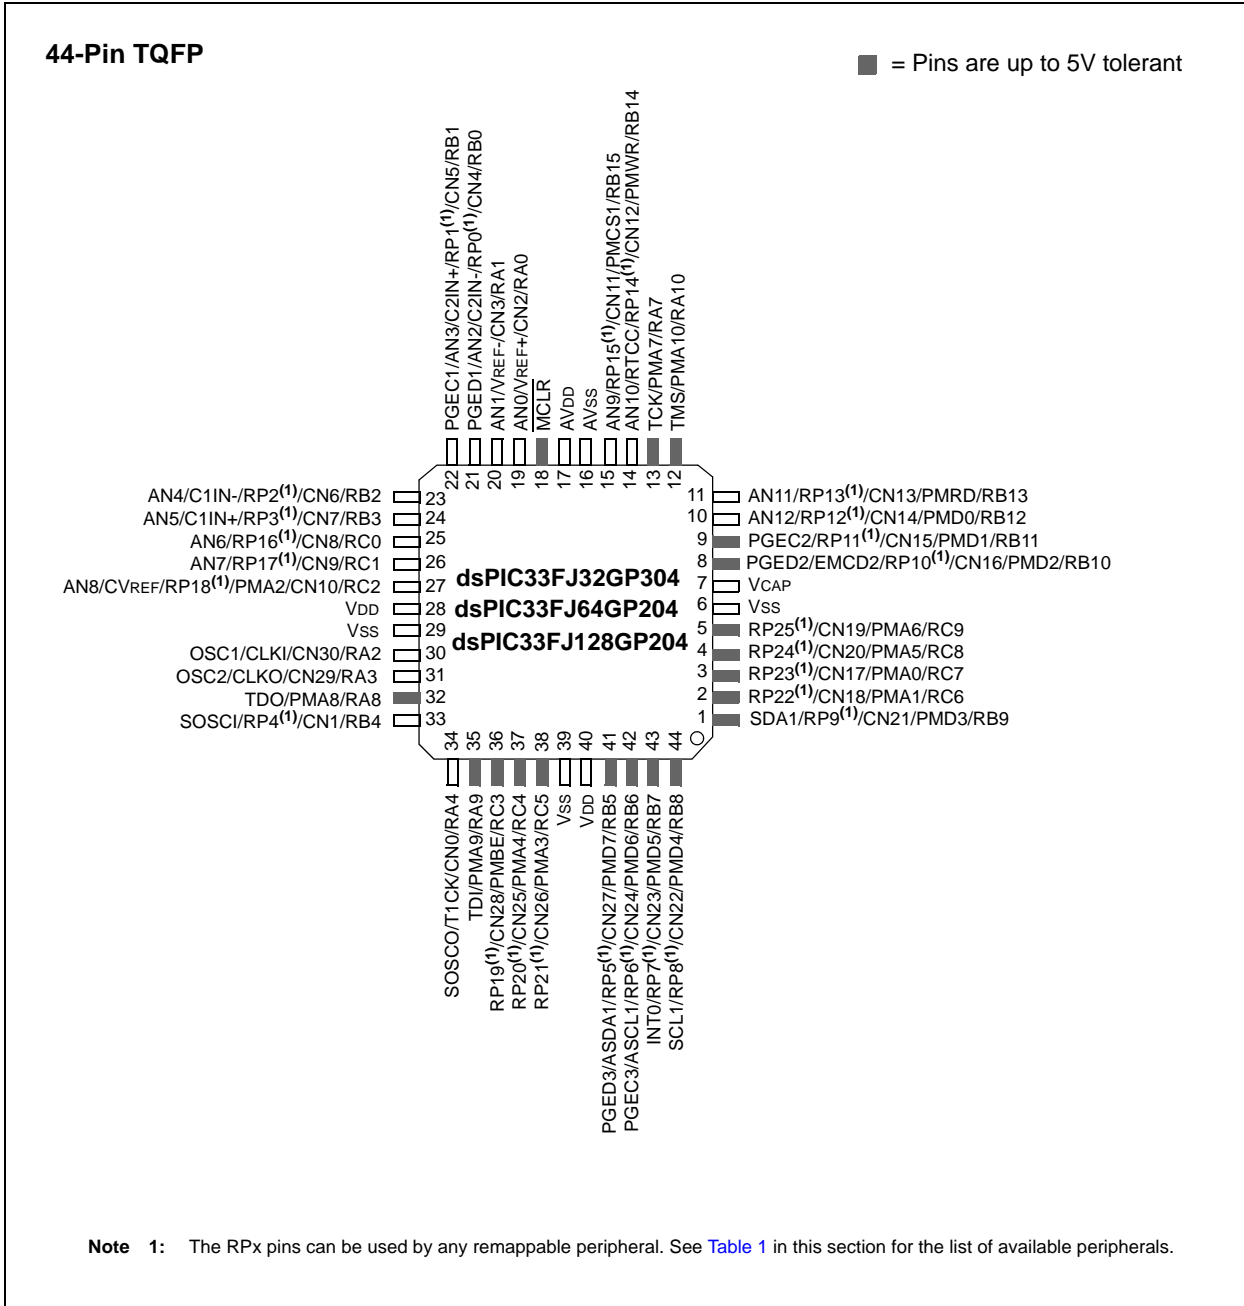 44-Pin TQFP
= Pins are up to 5V tolerant
PGEC1/AN3/C2IN+/RP1(1)/CN5/RB1
PGED1/AN2/C2IN-/RP0(1)/CN4/RB0
AN1/VREF-/CN3/RA1
AN0/VREF+/CN2/RA0
MCLR
AVDD
AVSS
AN9/RP15(1)/CN11/PMCS1/RB15
AN10/RTCC/RP14(1)/CN12/PMWR/RB14
TCK/PMA7/RA7
TMS/PMA10/RA10
22 21 20 19 18 17 16 15 14 13 12
AN4/C1IN-/RP2(1)/CN6/RB2 23
AN5/C1IN+/RP3(1)/CN7/RB3 24
AN6/RP16(1)/CN8/RC0 25
AN7/RP17(1)/CN9/RC1 26
AN8/CVREF/RP18(1)/PMA2/CN10/RC2 27
VDD 28
VSS 29
OSC1/CLKI/CN30/RA2 30
OSC2/CLKO/CN29/RA3 31
TDO/PMA8/RA8 32
SOSCI/RP4(1)/CN1/RB4 33
dsPIC33FJ32GP304
dsPIC33FJ64GP204
dsPIC33FJ128GP204
11 AN11/RP13(1)/CN13/PMRD/RB13
10 AN12/RP12(1)/CN14/PMD0/RB12
9 PGEC2/RP11(1)/CN15/PMD1/RB11
8 PGED2/EMCD2/RP10(1)/CN16/PMD2/RB10
7 VCAP
6 VSS
5 RP25(1)/CN19/PMA6/RC9
4 RP24(1)/CN20/PMA5/RC8
3 RP23(1)/CN17/PMA0/RC7
2 RP22(1)/CN18/PMA1/RC6
1 SDA1/RP9(1)/CN21/PMD3/RB9
34 35 36 37 38 39 40 41 42 43 44
SOSCO/T1CK/CN0/RA4
TDI/PMA9/RA9
RP19(1)/CN28/PMBE/RC3
RP20(1)/CN25/PMA4/RC4
RP21(1)/CN26/PMA3/RC5
VSS
VDD
PGED3/ASDA1/RP5(1)/CN27/PMD7/RB5
PGEC3/ASCL1/RP6(1)/CN24/PMD6/RB6
INT0/RP7(1)/CN23/PMD5/RB7
SCL1/RP8(1)/CN22/PMD4/RB8
Note 1: The RPx pins can be used by any remappable peripheral. See Table 1 in this section for the list of available peripherals.